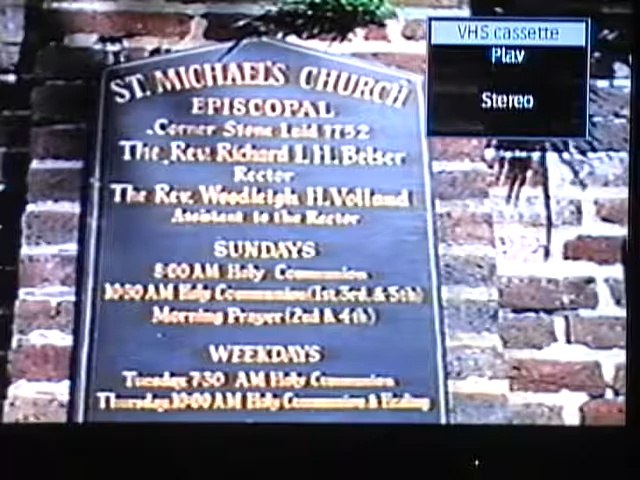 ST. MICHAEL'S CHURCH
EPISCOPAL
Corner Stone Laid 1752
The Rev. Richard I. H. Belser
Rector
The Rev. Woodleigh H. Volland
Assistant to the Rector
SUNDAYS
8:00 AM Holy Communion
10:30 AM Holy Communion (1st, 3rd, & 5th)
Morning Prayer (2nd & 4th)
WEEKDAYS
Tuesday 7:30 AM Holy Communion
Thursday 10:00 AM Holy Communion &
VHS cassette
Play
Stereo